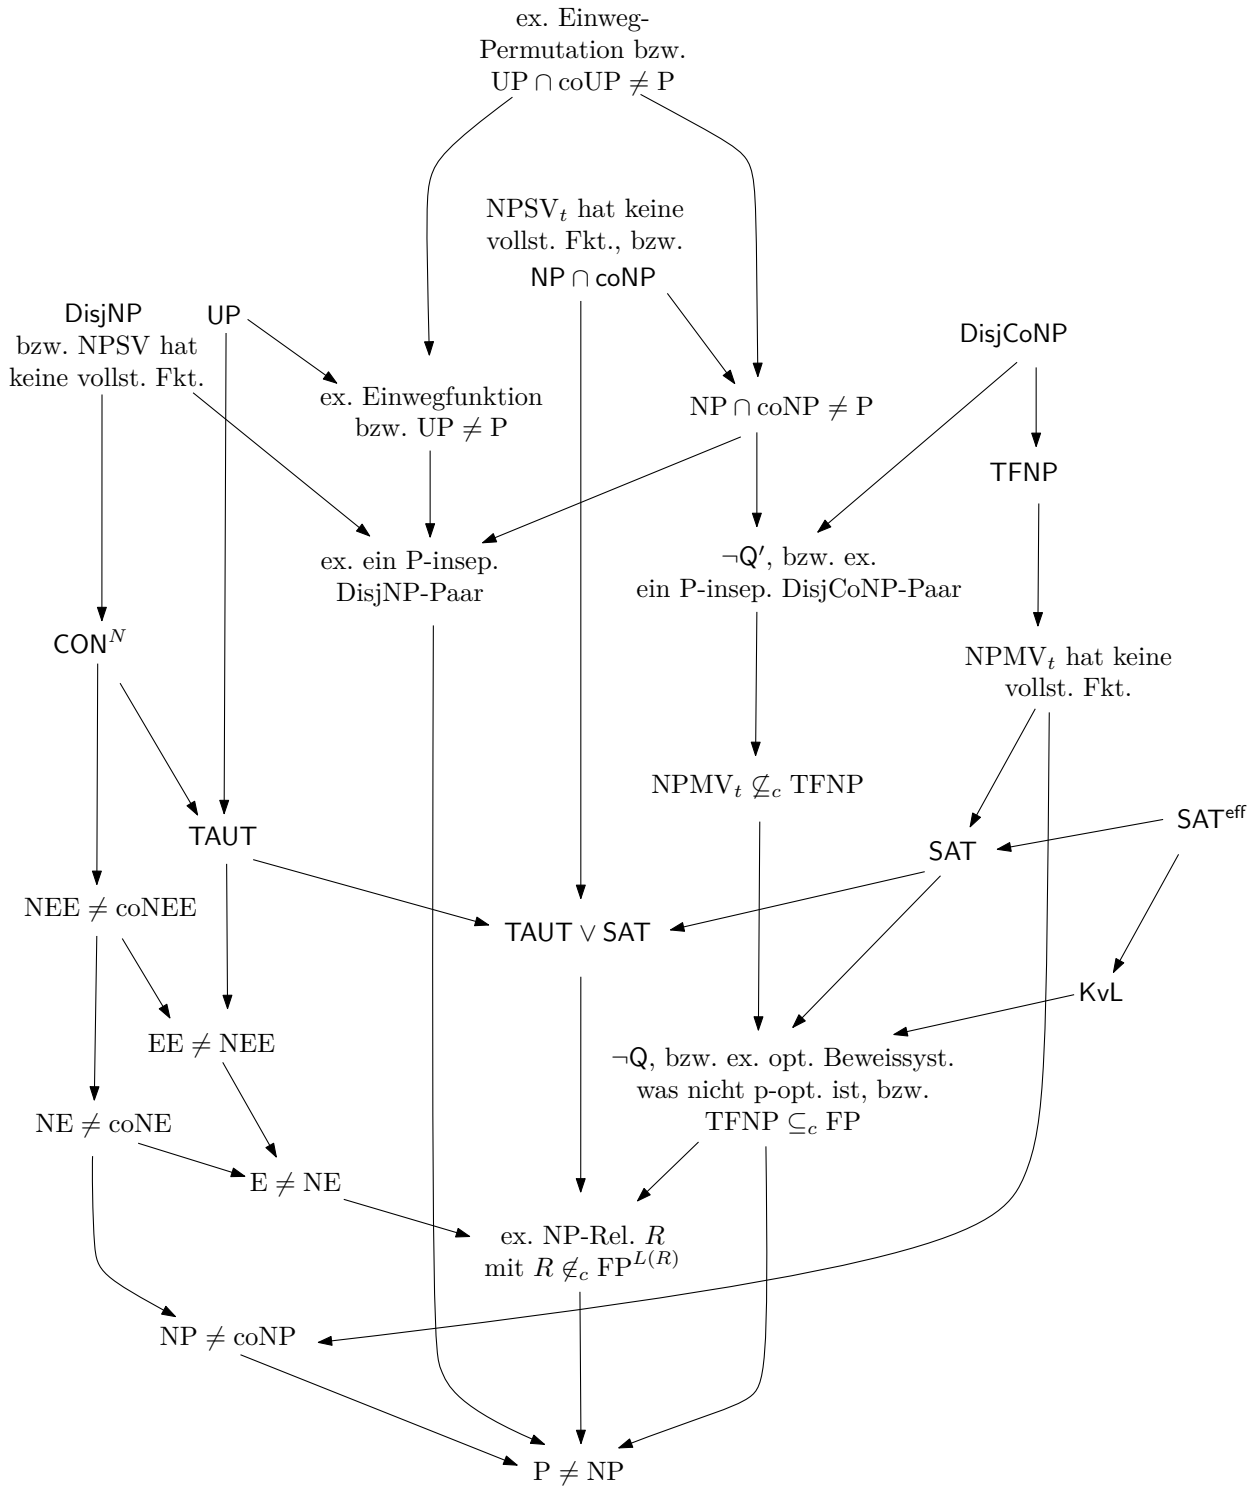 ex. Einweg-
Permutation bzw.
UP ∩ coUP ≠ P
NPSVₜ hat keine
vollst. Fkt., bzw.
NP ∩ coNP
DisjNP
bzw. NPSV hat
keine vollst. Fkt.
UP
DisjCoNP
ex. Einwegfunktion
bzw. UP ≠ P
NP ∩ coNP ≠ P
TFNP
ex. ein P-insep.
DisjNP-Paar
¬Q′, bzw. ex.
ein P-insep. DisjCoNP-Paar
CON^N
NPMVₜ hat keine
vollst. Fkt.
NPMVₜ ⊈_c TFNP
TAUT
SAT
SAT^eff
NEE ≠ coNEE
TAUT ∨ SAT
KvL
EE ≠ NEE
¬Q, bzw. ex. opt. Beweissyst.
was nicht p-opt. ist, bzw.
TFNP ⊆_c FP
NE ≠ coNE
E ≠ NE
ex. NP-Rel. R
mit R ∉_c FP^L(R)
NP ≠ coNP
P ≠ NP